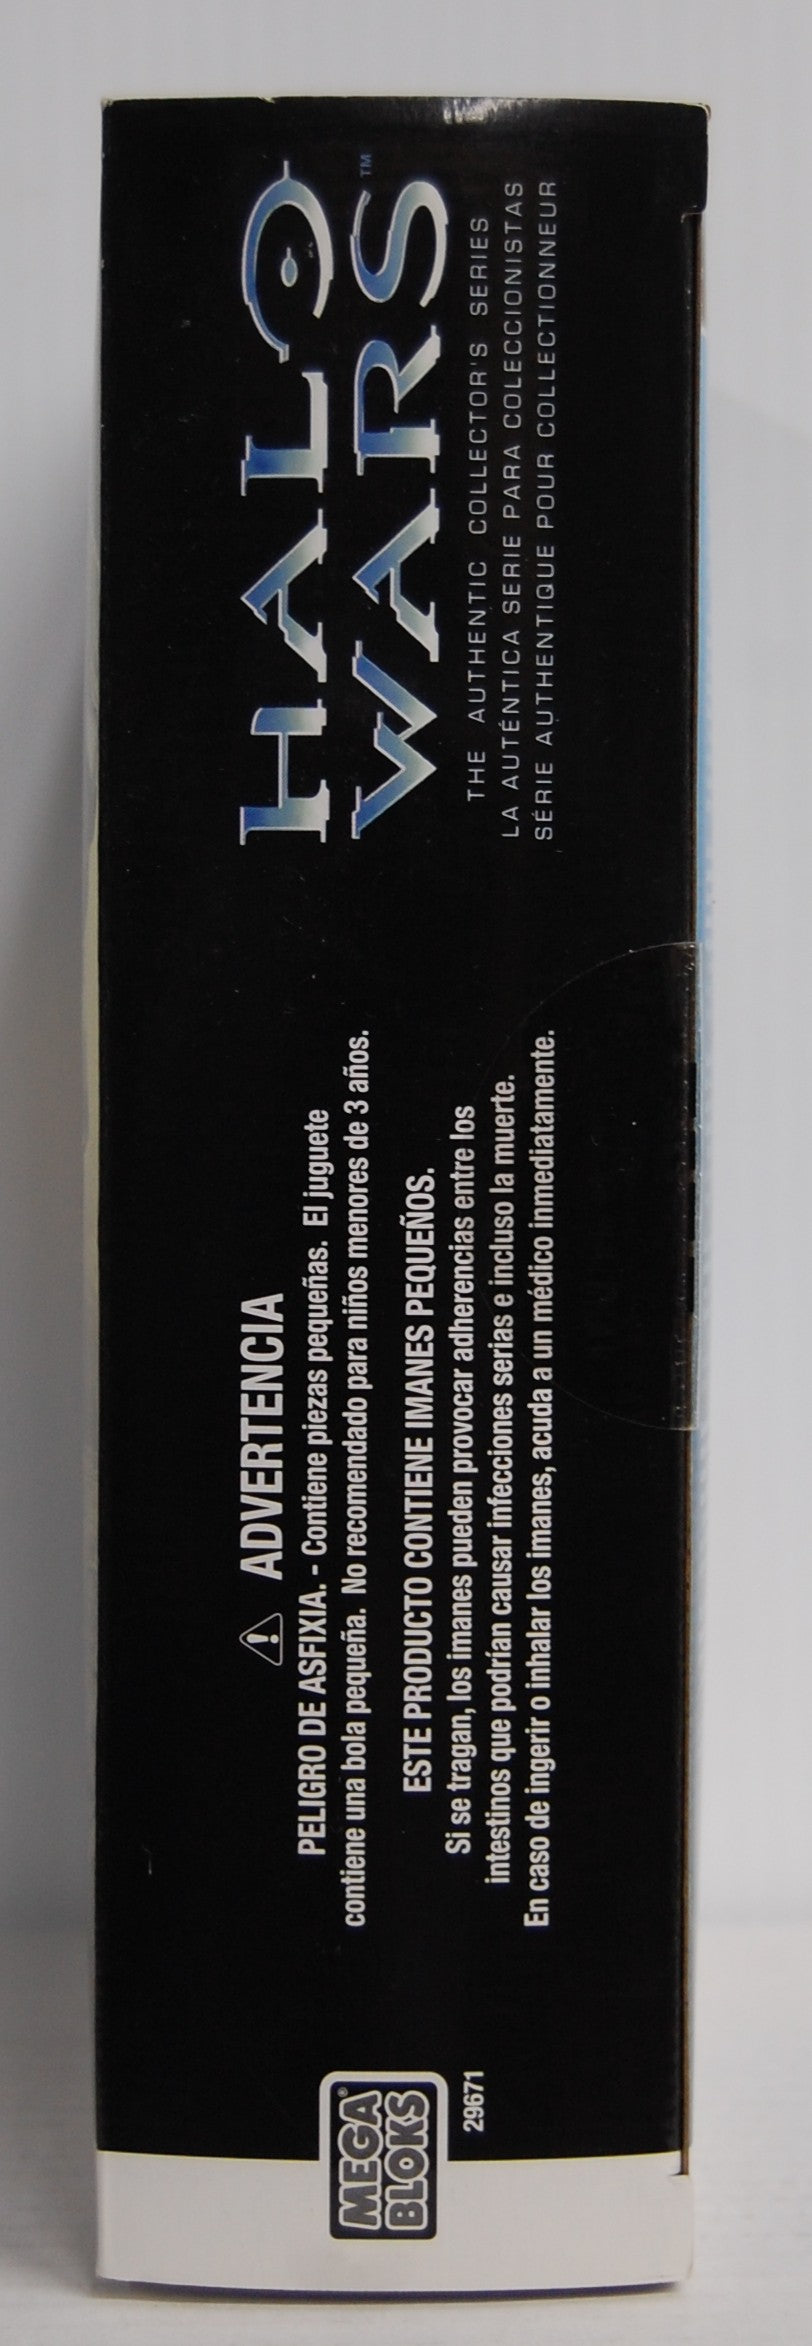 MEGA
BLOKS®
29671
⚠ ADVERTENCIA
PELIGRO DE ASFIXIA. - Contiene piezas pequeñas. El juguete
contiene una bola pequeña. No recomendado para niños menores de 3 años.
ESTE PRODUCTO CONTIENE IMANES PEQUEÑOS.
Si se tragan, los imanes pueden provocar adherencias entre los
intestinos que podrían causar infecciones serias e incluso la muerte.
En caso de ingerir o inhalar los imanes, acuda a un médico inmediatamente.
HALO
WARS™
THE AUTHENTIC COLLECTOR'S SERIES
LA AUTÉNTICA SERIE PARA COLECCIONISTAS
SÉRIE AUTHENTIQUE POUR COLLECTIONNEUR